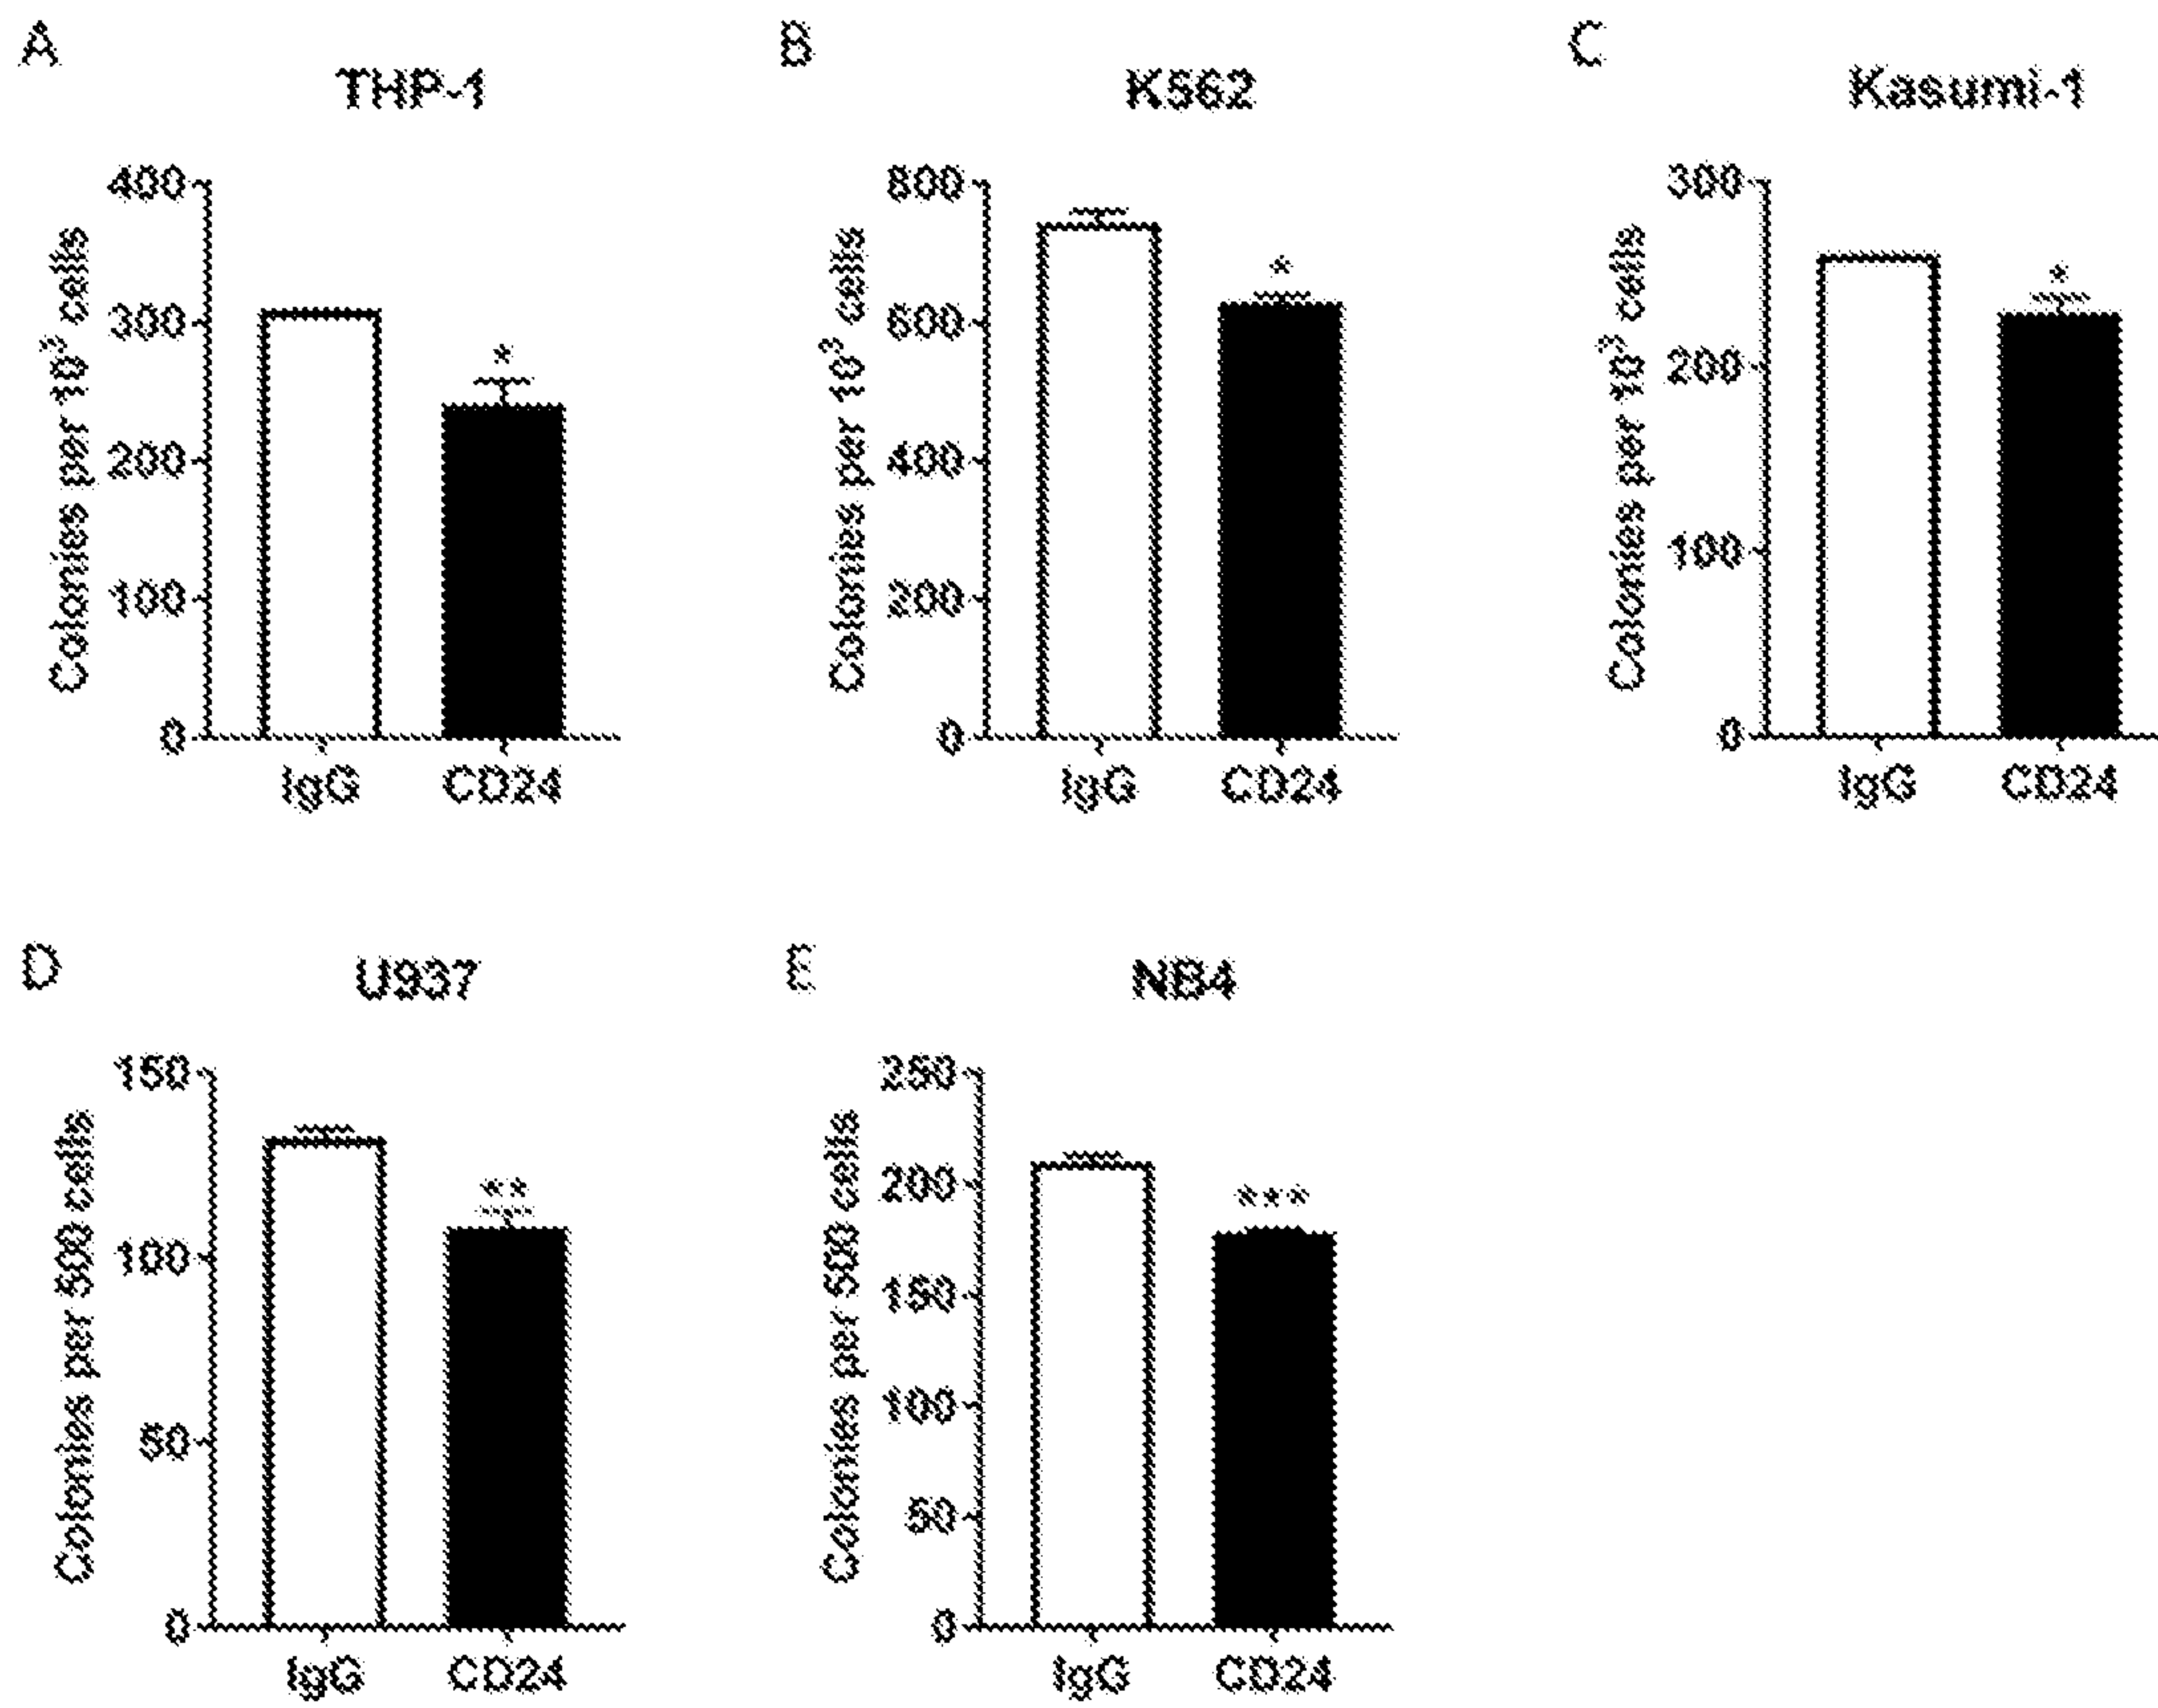 A
THP-1
Colonies per 10³ cells
400
300
200
100
0
*
IgG
CD24
B
K562
Colonies per 10³ cells
800
600
400
200
0
*
IgG
CD24
C
Kasumi-1
Colonies per 10³ cells
300
200
100
0
*
IgG
CD24
D
U937
Colonies per 500 cells
150
100
50
0
**
IgG
CD24
E
NB4
Colonies per 500 cells
250
200
150
100
50
0
***
IgG
CD24